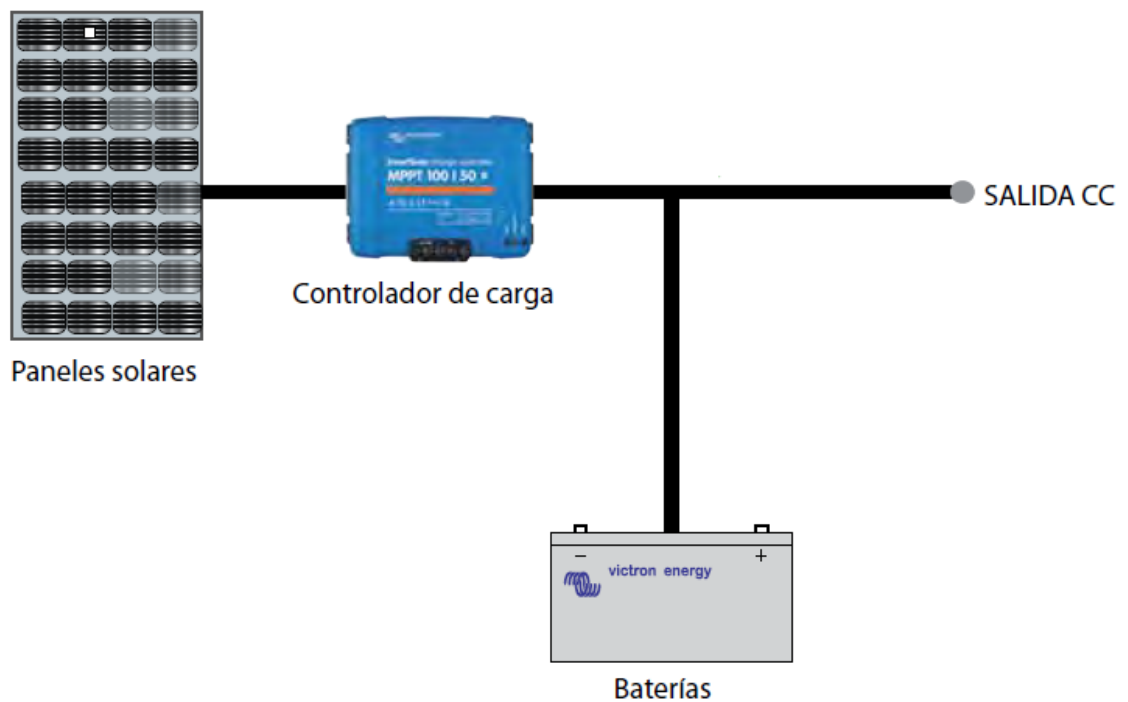 MPPT 100 | 50
SALIDA CC
Controlador de carga
Paneles solares
− +
victron energy
Baterías